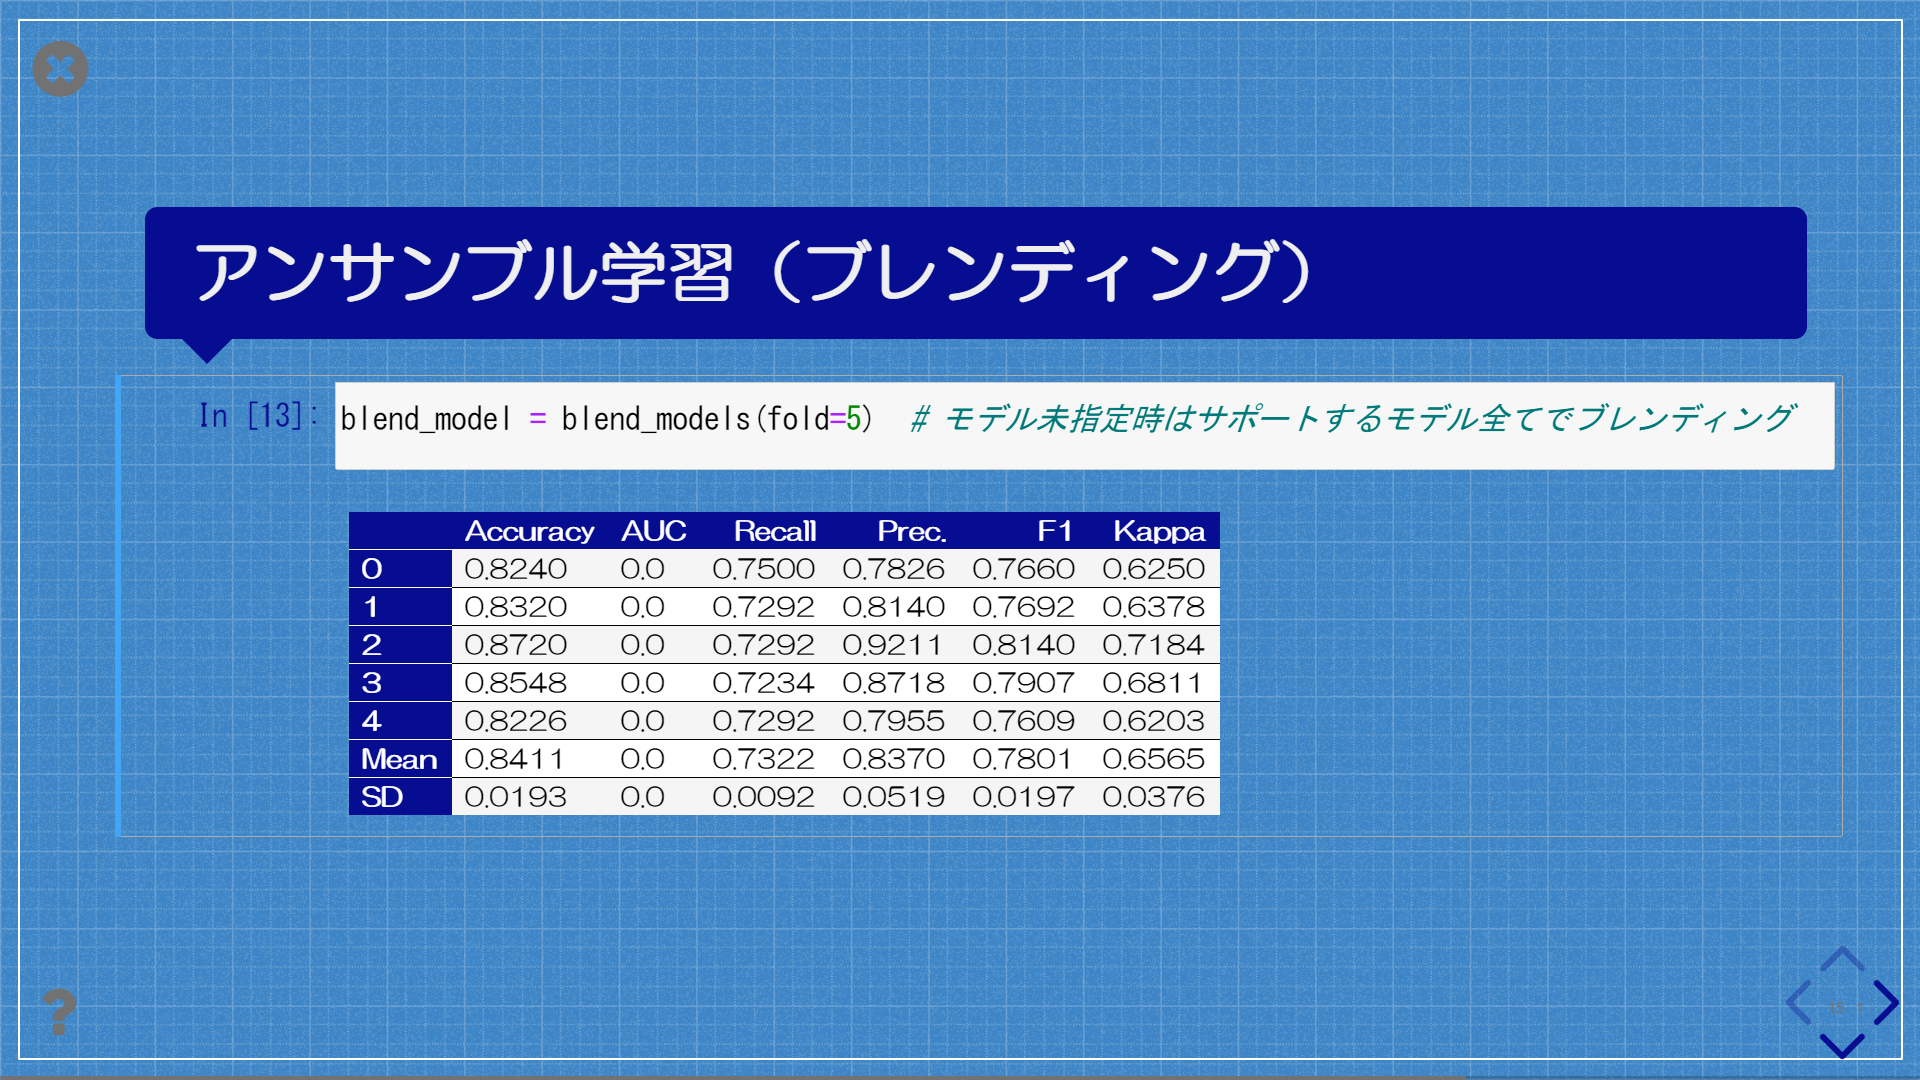 アンサンブル学習（ブレンディング）
In [13]: blend_model = blend_models(fold=5)  # モデル未指定時はサポートするモデル全てでブレンディング
Accuracy AUC Recall Prec. F1 Kappa
0 0.8240 0.0 0.7500 0.7826 0.7660 0.6250
1 0.8320 0.0 0.7292 0.8140 0.7692 0.6378
2 0.8720 0.0 0.7292 0.9211 0.8140 0.7184
3 0.8548 0.0 0.7234 0.8718 0.7907 0.6811
4 0.8226 0.0 0.7292 0.7955 0.7609 0.6203
Mean 0.8411 0.0 0.7322 0.8370 0.7801 0.6565
SD 0.0193 0.0 0.0092 0.0519 0.0197 0.0376
?